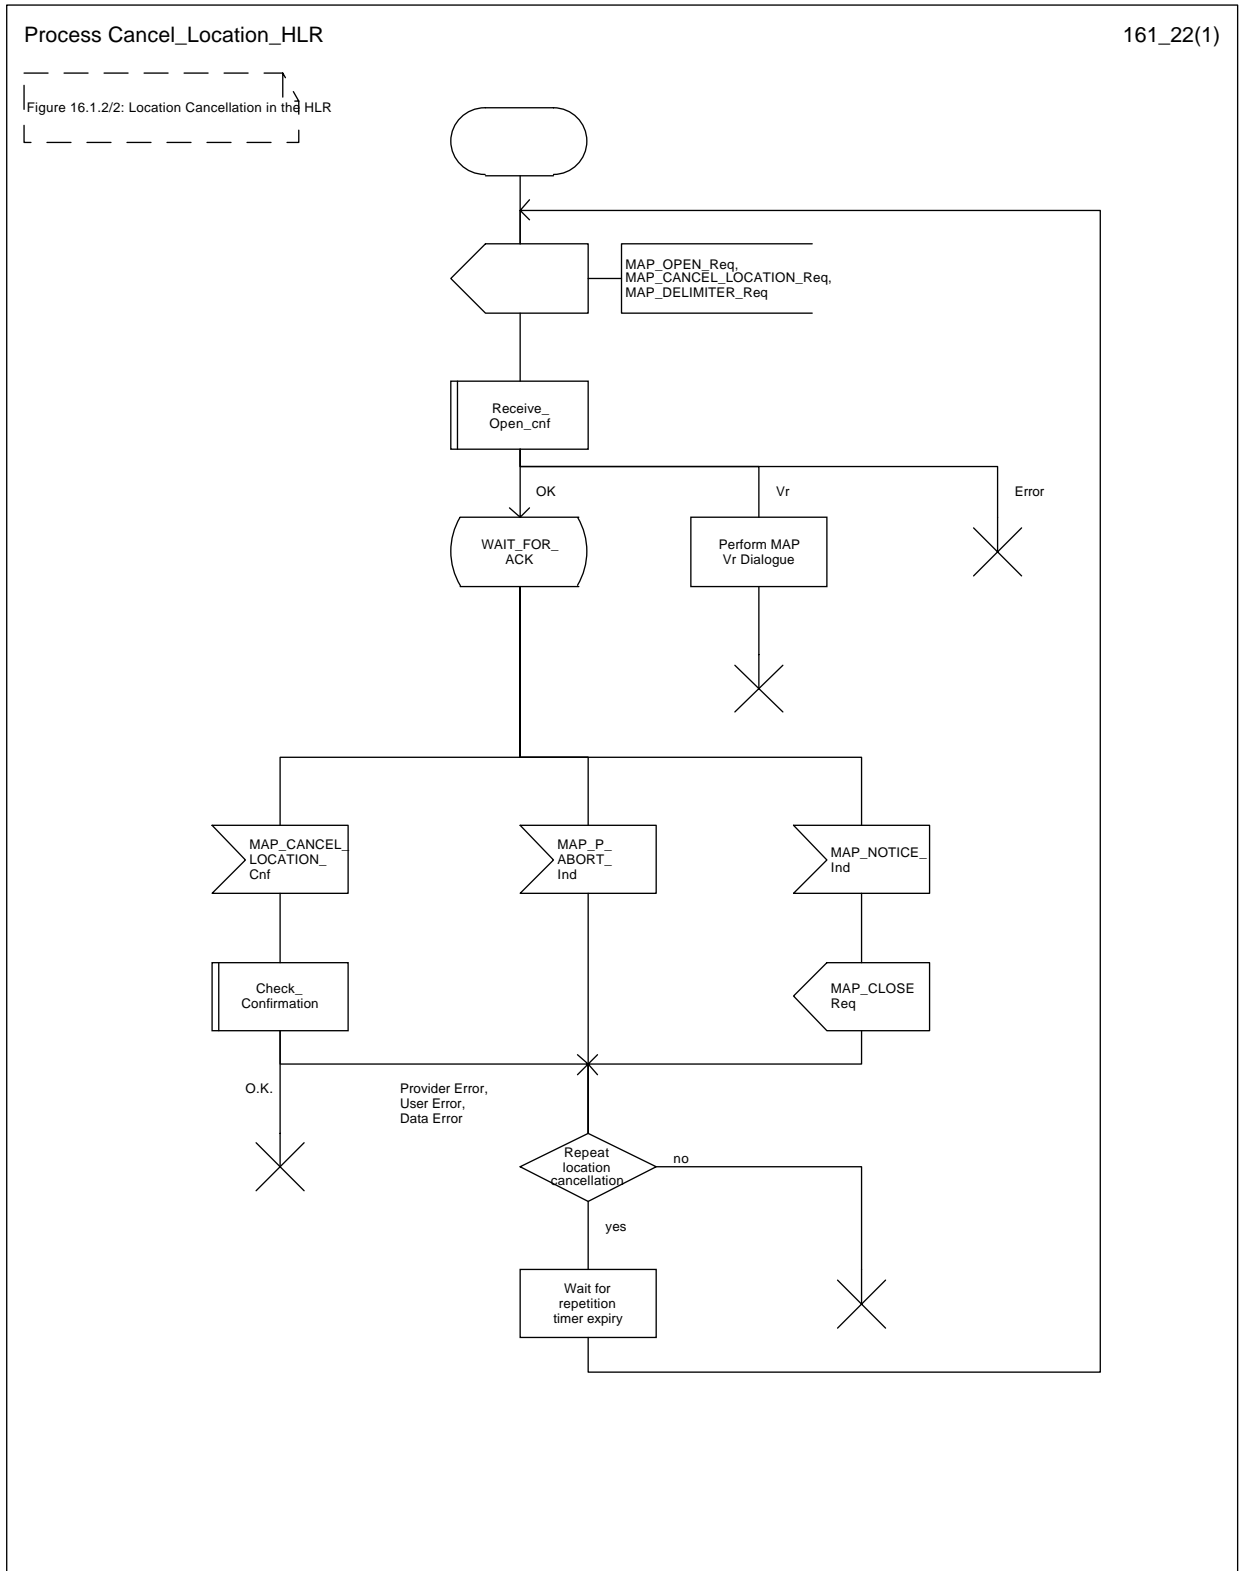 Process Cancel_Location_HLR
161_22(1)
Figure 16.1.2/2: Location Cancellation in the HLR
MAP_OPEN_Req,
MAP_CANCEL_LOCATION_Req,
MAP_DELIMITER_Req
Receive_
Open_cnf
OK
Vr
Error
WAIT_FOR_
ACK
Perform MAP
Vr Dialogue
MAP_CANCEL_
LOCATION_
Cnf
MAP_P_
ABORT_
Ind
MAP_NOTICE_
Ind
Check_
Confirmation
MAP_CLOSE
Req
O.K.
Provider Error,
User Error,
Data Error
Repeat
location
cancellation
no
yes
Wait for
repetition
timer expiry